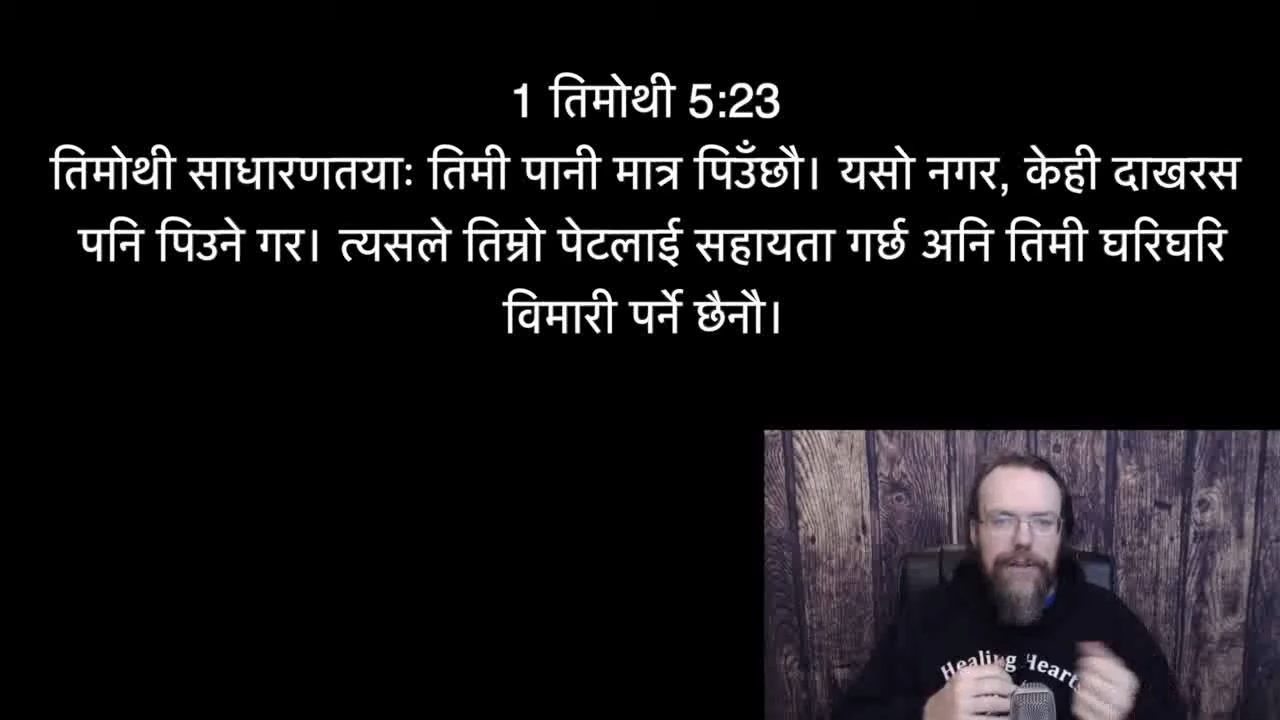 1 तिमोथी 5:23
तिमोथी साधारणतयाः तिमी पानी मात्र पिउँछौ। यसो नगर, केही दाखरस
पनि पिउने गर। त्यसले तिम्रो पेटलाई सहायता गर्छ अनि तिमी घरिघरि
विमारी पर्ने छैनौ।
Healing Hearts